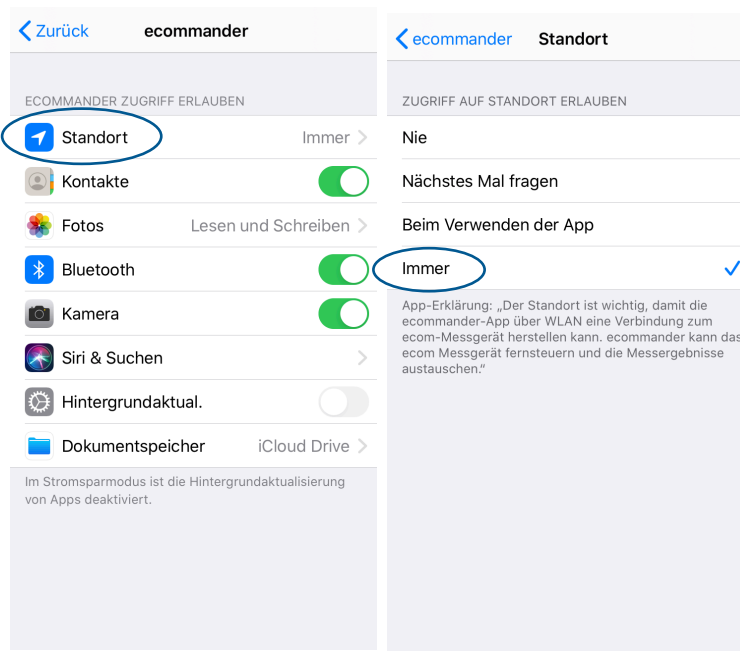 Zurück
ecommander
ECOMMANDER ZUGRIFF ERLAUBEN
Standort Immer
Kontakte
Fotos Lesen und Schreiben
Bluetooth
Kamera
Siri & Suchen
Hintergrundaktual.
Dokumentspeicher iCloud Drive
Im Stromsparmodus ist die Hintergrundaktualisierung
von Apps deaktiviert.
ecommander
Standort
ZUGRIFF AUF STANDORT ERLAUBEN
Nie
Nächstes Mal fragen
Beim Verwenden der App
Immer
App-Erklärung: „Der Standort ist wichtig, damit die
ecommander-App über WLAN eine Verbindung zum
ecom-Messgerät herstellen kann. ecommander kann das
ecom Messgerät fernsteuern und die Messergebnisse
austauschen.“